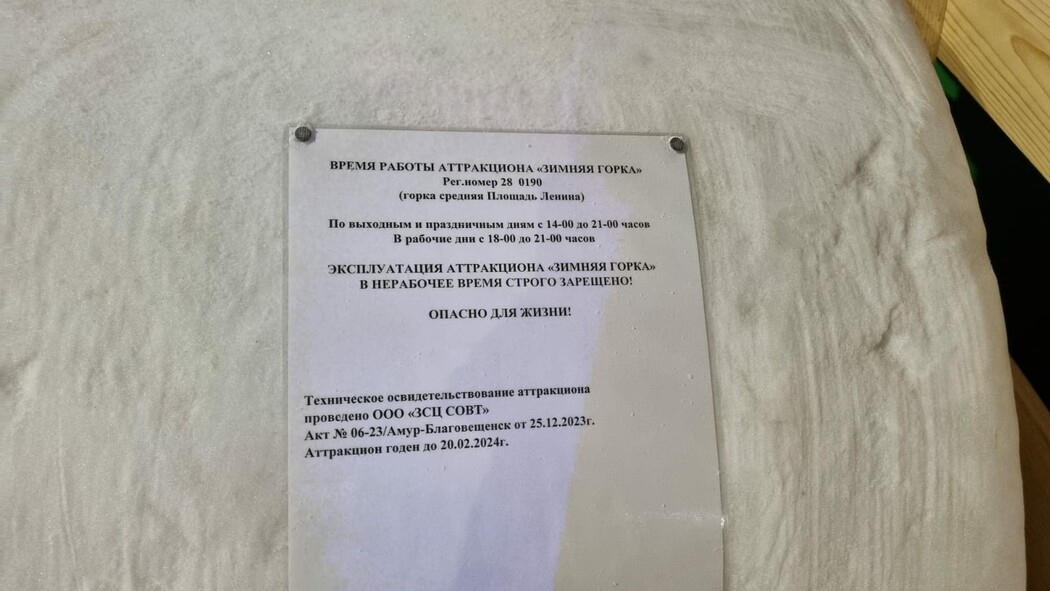 ВРЕМЯ РАБОТЫ АТТРАКЦИОНА «ЗИМНЯЯ ГОРКА»
Рег.номер 28 0190
(горка средняя Площадь Ленина)
По выходным и праздничным дням с 14-00 до 21-00 часов
В рабочие дни с 18-00 до 21-00 часов
ЭКСПЛУАТАЦИЯ АТТРАКЦИОНА «ЗИМНЯЯ ГОРКА»
В НЕРАБОЧЕЕ ВРЕМЯ СТРОГО ЗАРЕЩЕНО!
ОПАСНО ДЛЯ ЖИЗНИ!
Техническое освидетельствование аттракциона
проведено ООО «ЗСЦ СОВТ»
Акт № 06-23/Амур-Благовещенск от 25.12.2023г.
Аттракцион годен до 20.02.2024г.